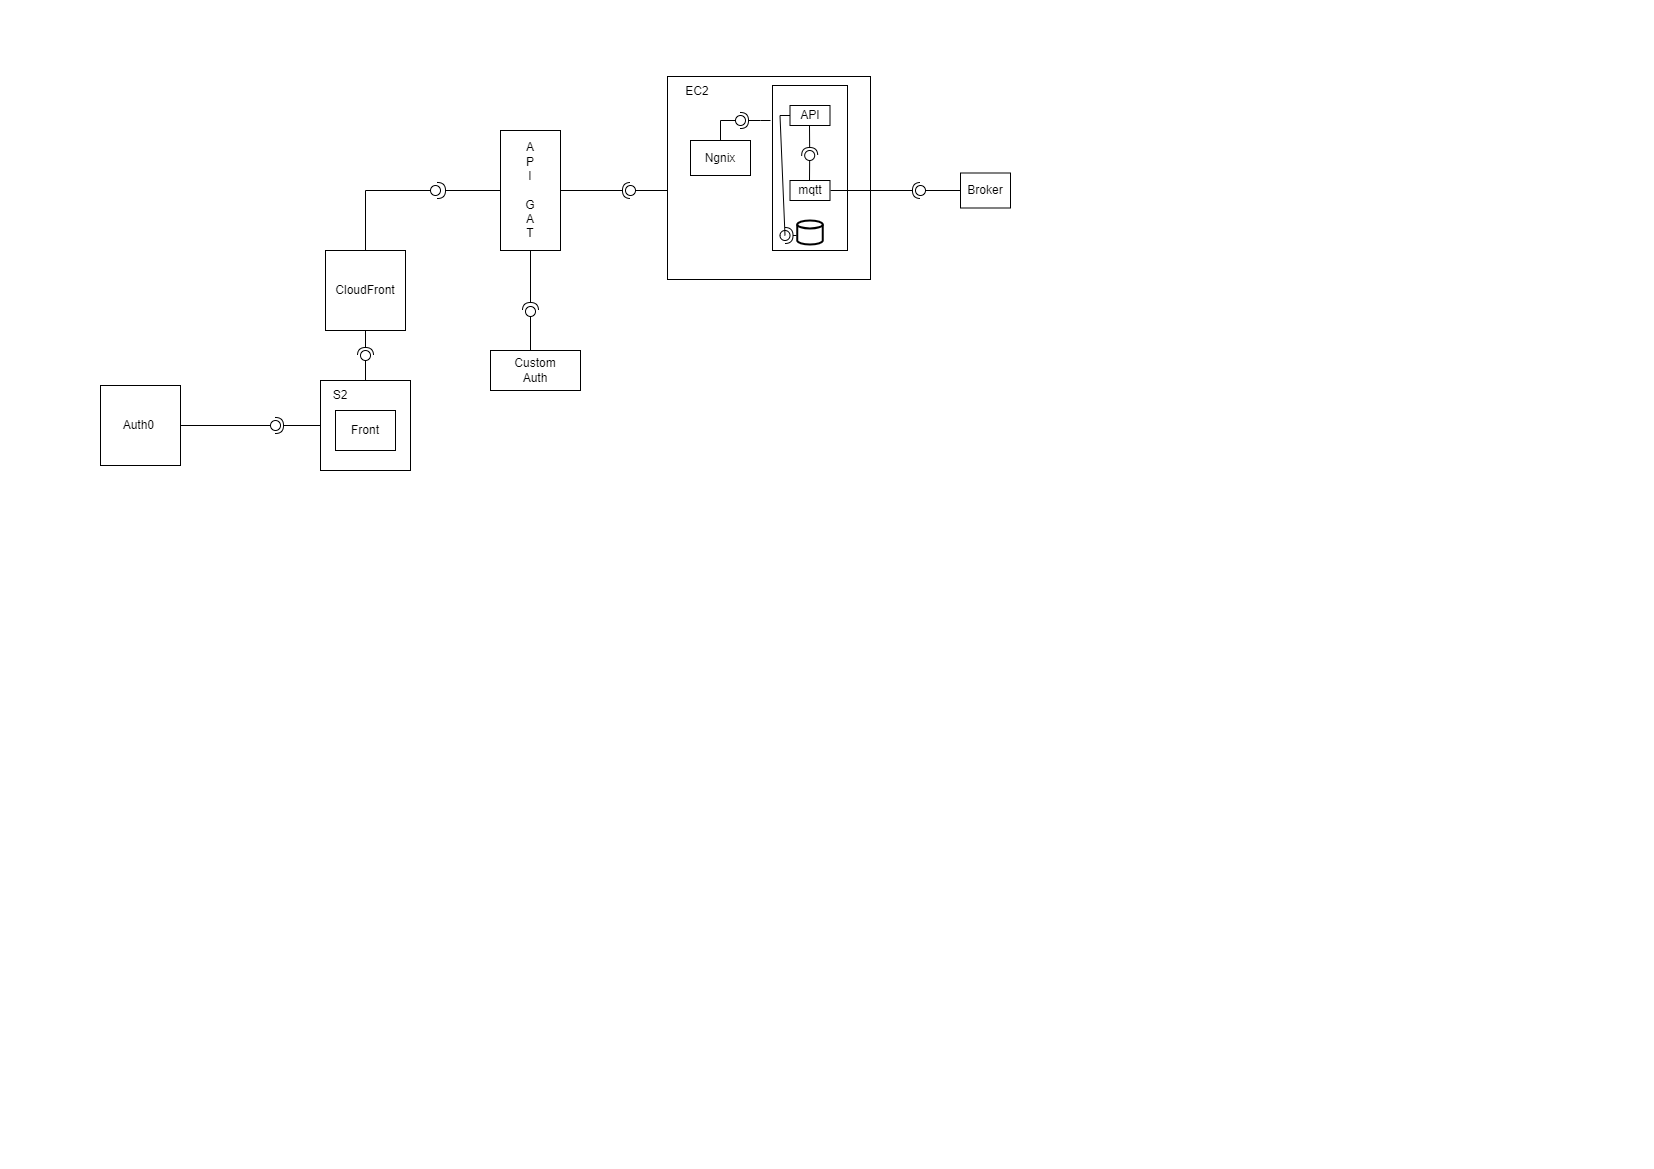 EC2
API
A
P
I
G
A
T
Ngnix
mqtt
Broker
CloudFront
Custom
Auth
S2
Auth0
Front